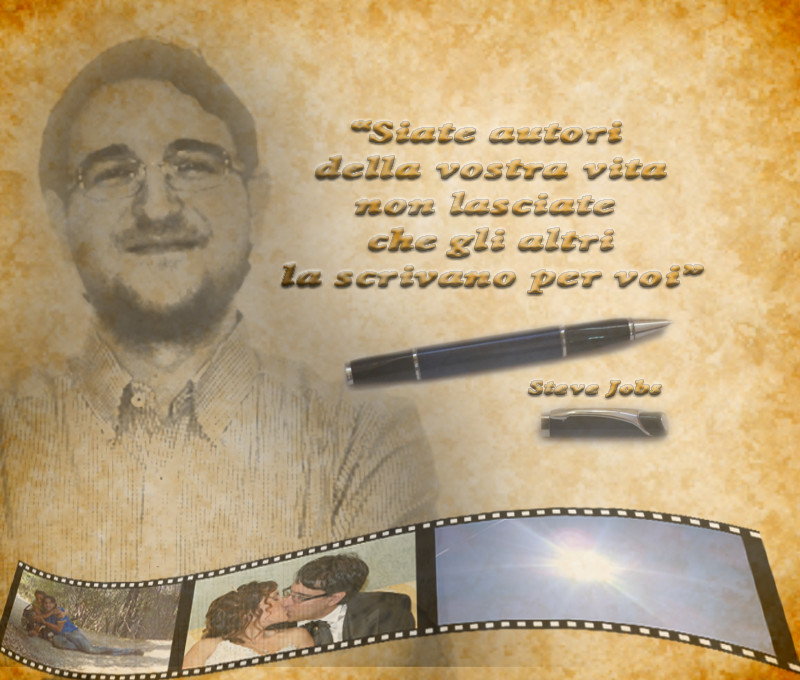 “Siate autori
della vostra vita
non lasciate
che gli altri
la scrivano per voi”
Steve Jobs